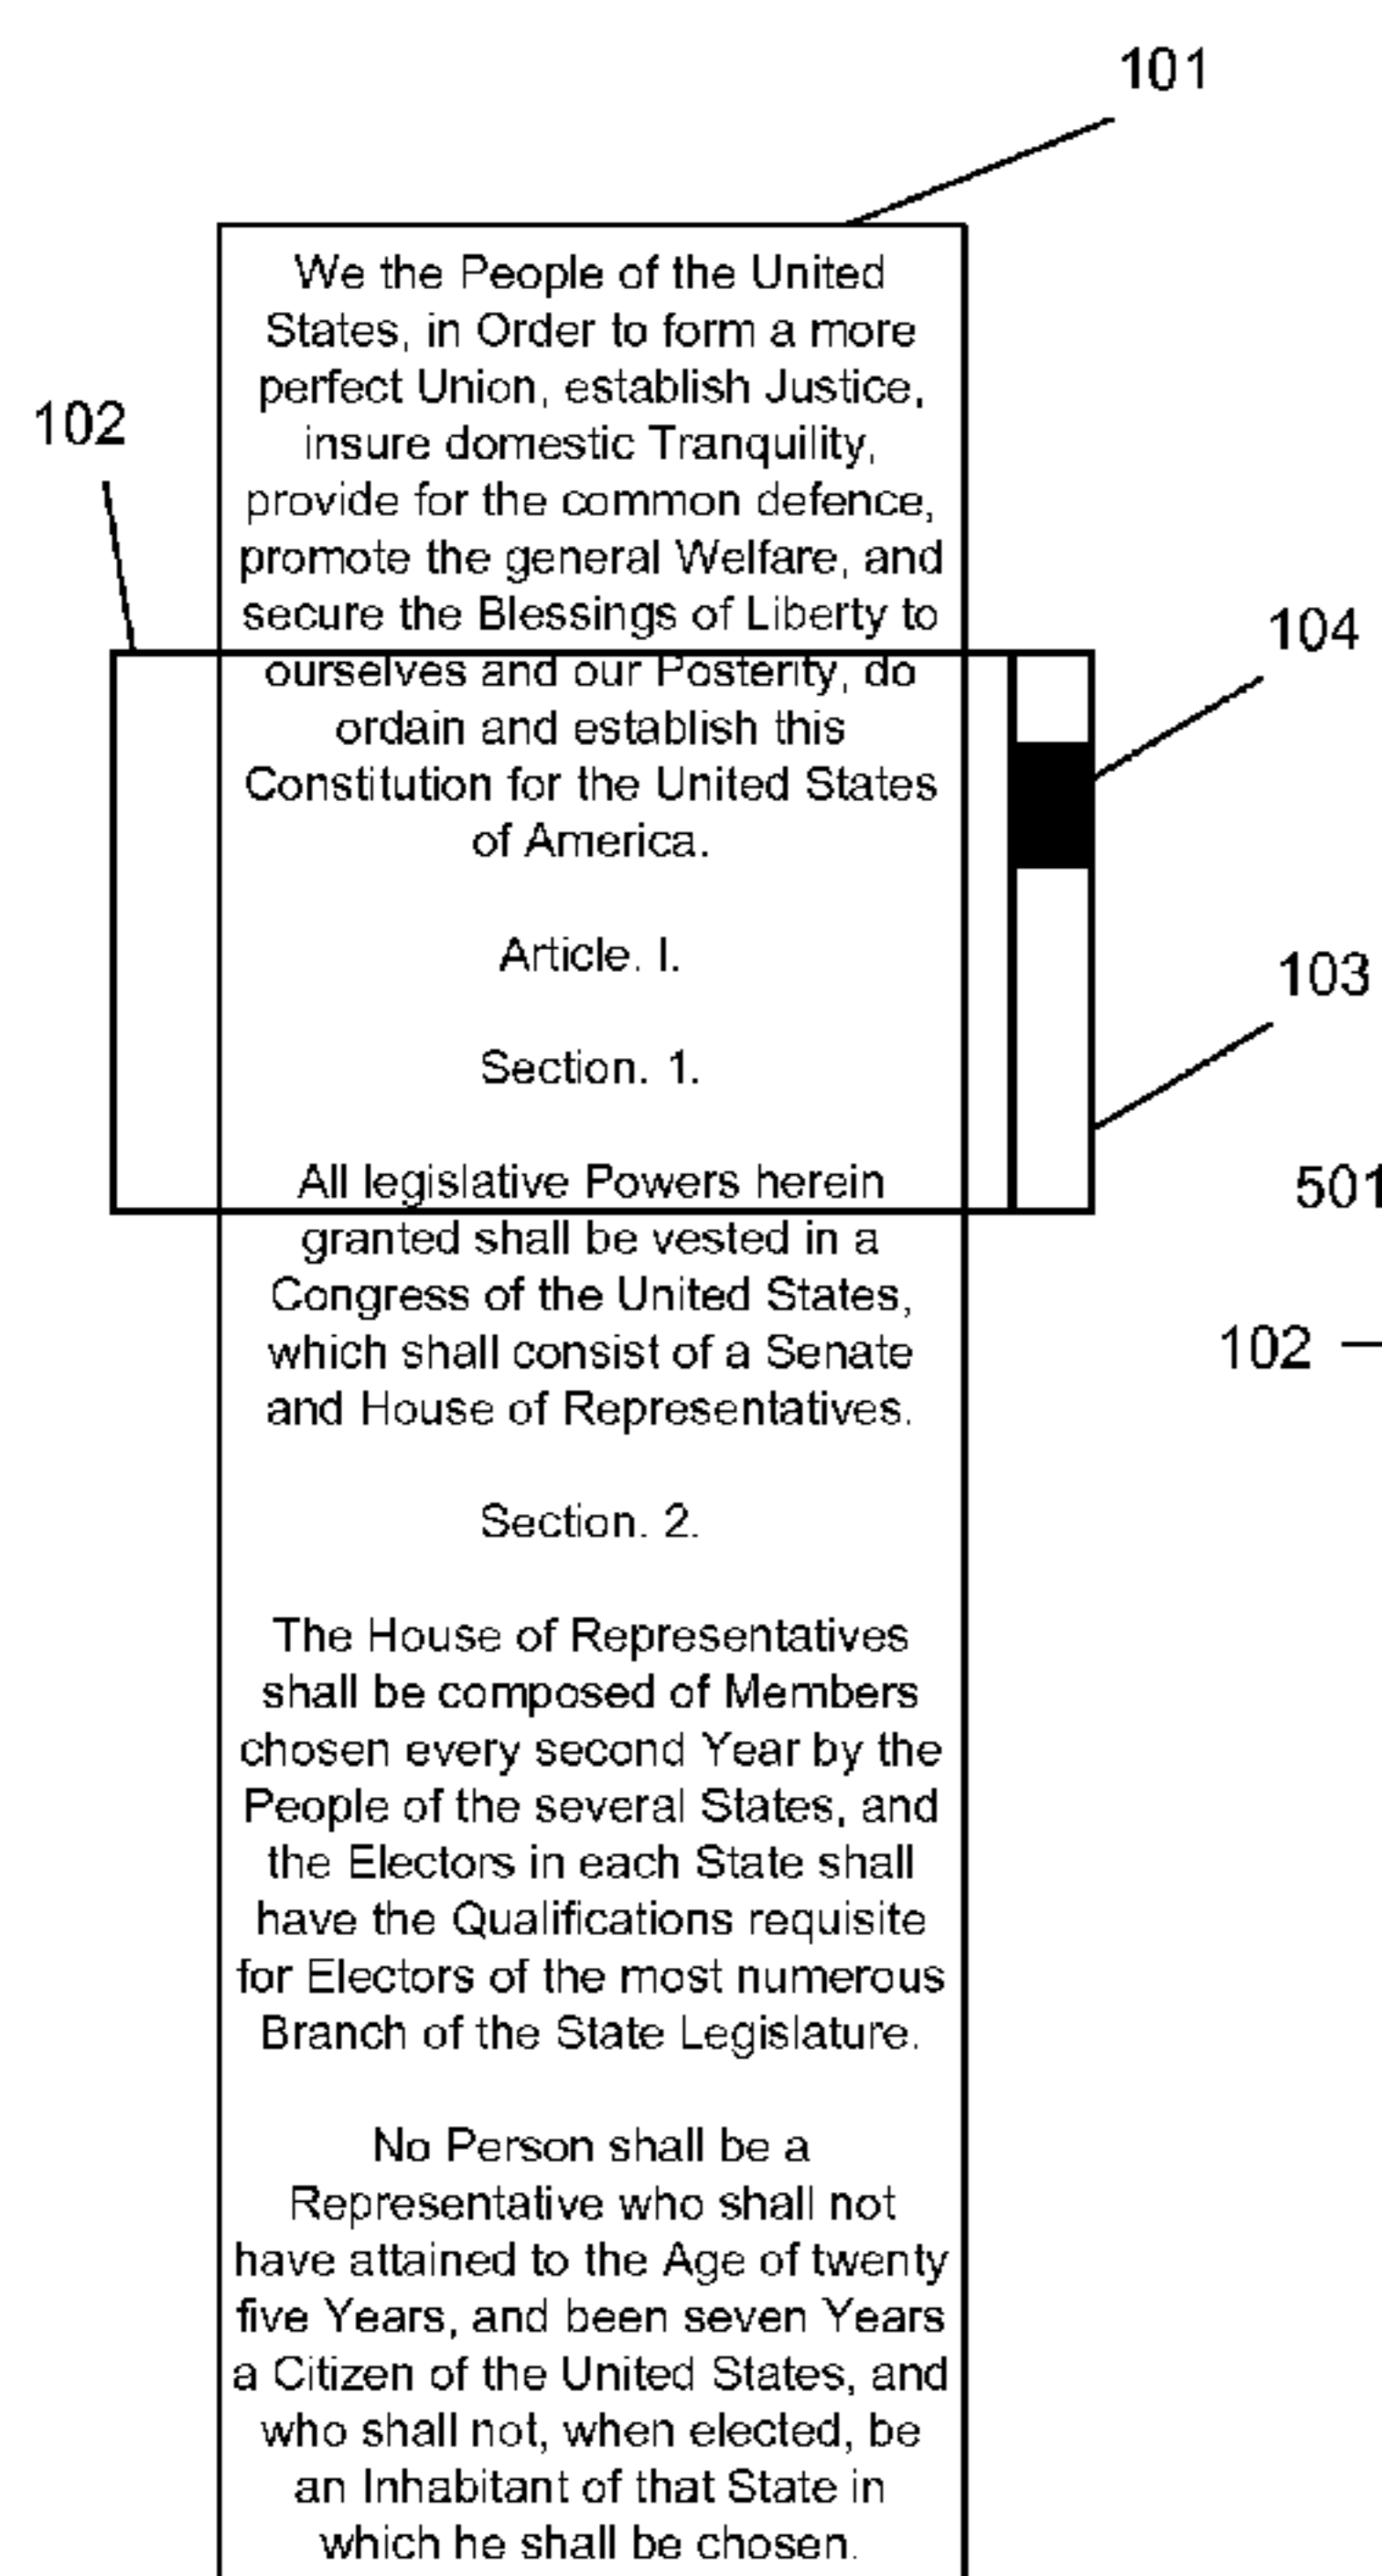 101
We the People of the United
States, in Order to form a more
perfect Union, establish Justice,
102
insure domestic Tranquility,
provide for the common defence,
promote the general Welfare, and
secure the Blessings of Liberty to
104
ourselves and our Posterity, do
ordain and establish this
Constitution for the United States
of America.
Article. I.
103
Section. 1.
All legislative Powers herein
501
granted shall be vested in a
Congress of the United States,
102
which shall consist of a Senate
and House of Representatives.
Section. 2.
The House of Representatives
shall be composed of Members
chosen every second Year by the
People of the several States, and
the Electors in each State shall
have the Qualifications requisite
for Electors of the most numerous
Branch of the State Legislature.
No Person shall be a
Representative who shall not
have attained to the Age of twenty
five Years, and been seven Years
a Citizen of the United States, and
who shall not, when elected, be
an Inhabitant of that State in
which he shall be chosen.